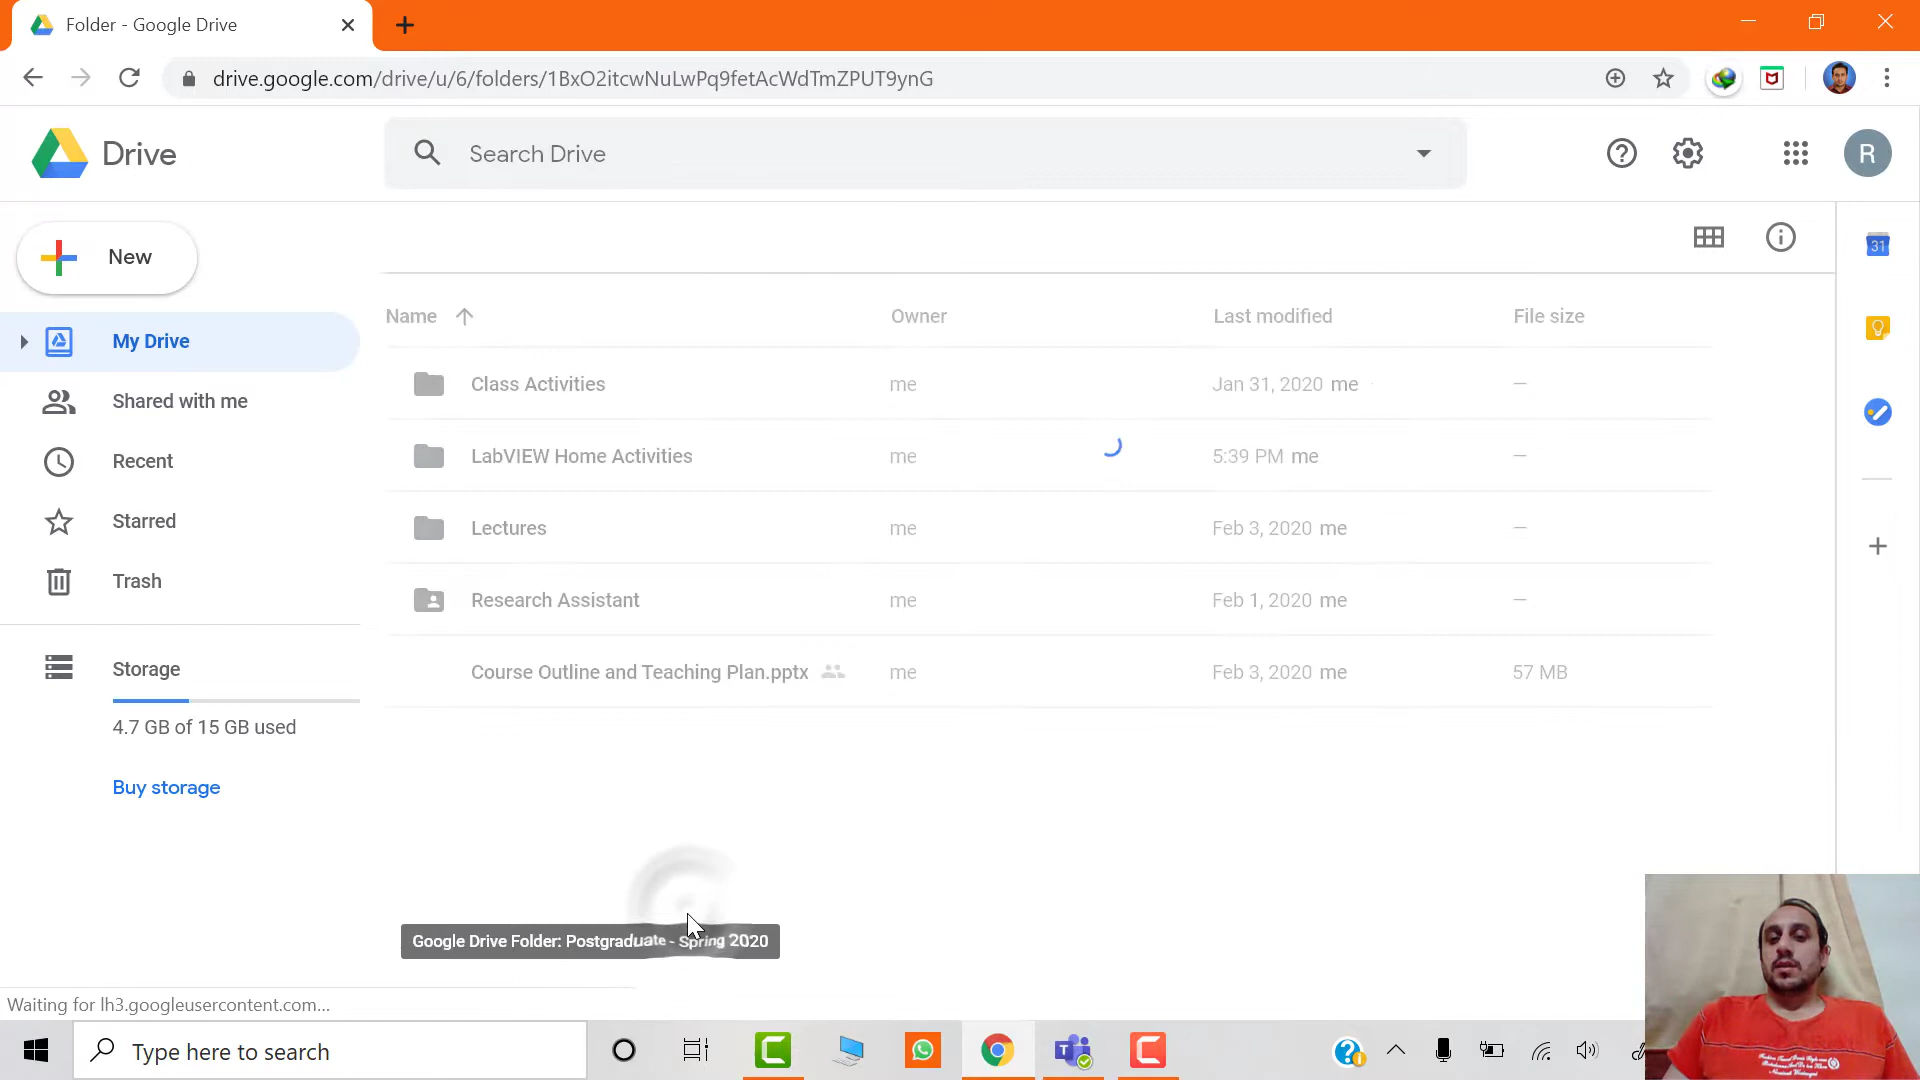 Folder - Google Drive
drive.google.com/drive/u/6/folders/1BxO2itcwNuLwPq9fetAcWdTmZPUT9ynG
Drive
Search Drive
R
New
My Drive
Shared with me
Recent
Starred
Trash
Storage
4.7 GB of 15 GB used
Buy storage
Name Owner Last modified File size
Class Activities me Jan 31, 2020 me —
LabVIEW Home Activities me 5:39 PM me —
Lectures me Feb 3, 2020 me —
Research Assistant me Feb 1, 2020 me —
Course Outline and Teaching Plan.pptx me Feb 3, 2020 me 57 MB
31
Google Drive Folder: Postgraduate - Spring 2020
Waiting for lh3.googleusercontent.com...
Type here to search